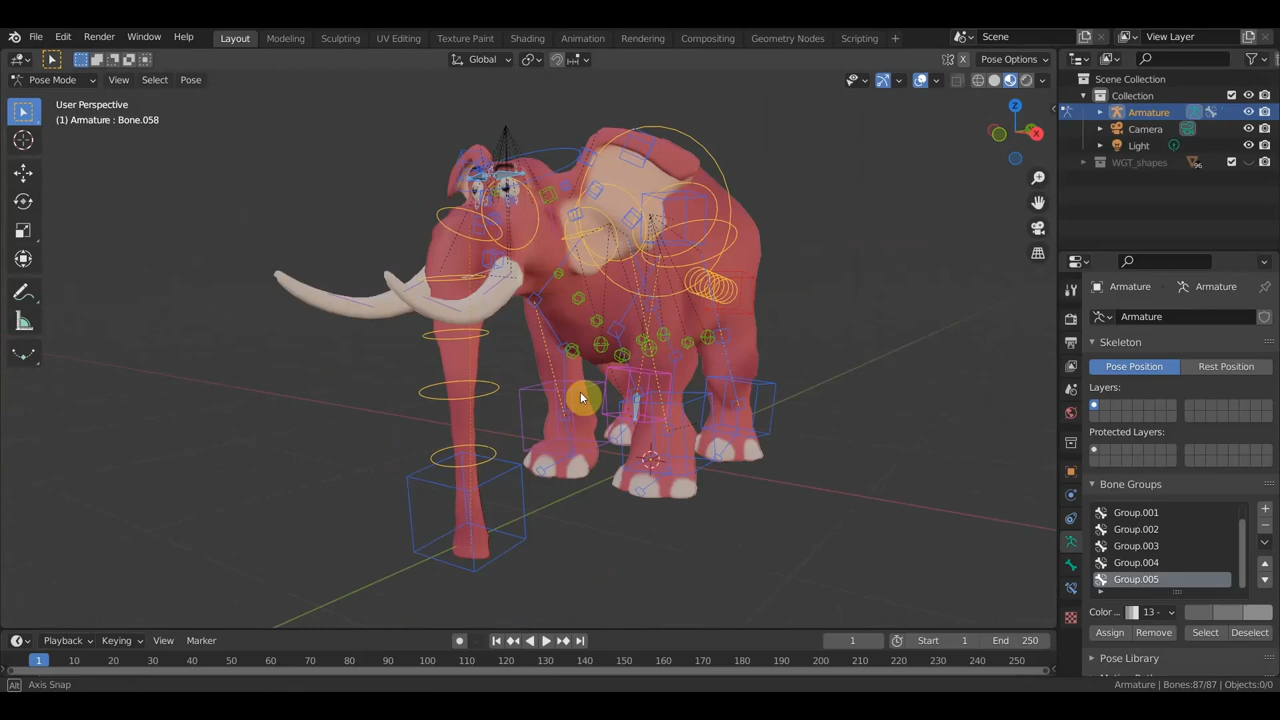 File Edit Render Window Help Layout Modeling Sculpting UV Editing Texture Paint Shading Animation Rendering Compositing Geometry Nodes Scripting + Scene View Layer
Global Pose Options
Pose Mode View Select Pose
User Perspective
(1) Armature : Bone.058
Z
X
Scene Collection
Collection
Armature
Camera
Light
WGT_shapes 96
Armature Armature
Armature
Skeleton
Pose Position Rest Position
Layers:
Protected Layers:
Bone Groups
Group.001
Group.002
Group.003
Group.004
Group.005
Color... 13 -
Assign Remove Select Deselect
Pose Library
Playback Keying View Marker 1 Start 1 End 250
1 10 20 30 40 50 60 70 80 90 100 110 120 130 140 150 160 170 180 190 200 210 220 230 240 250
Alt Axis Snap Armature | Bones:87/87 | Objects:0/0